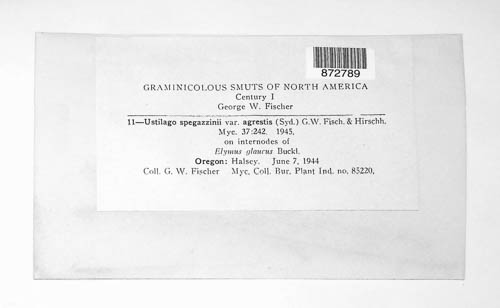 872789
GRAMINICOLOUS SMUTS OF NORTH AMERICA
Century I
George W. Fischer
11—Ustilago spegazzinii var. agrestis (Syd.) G.W. Fisch. & Hirschh.
Myc. 37:242. 1945.
on internodes of
Elymus glaucus Buckl.
Oregon: Halsey. June 7, 1944
Coll. G. W. Fischer Myc. Coll. Bur. Plant Ind. no. 85220.